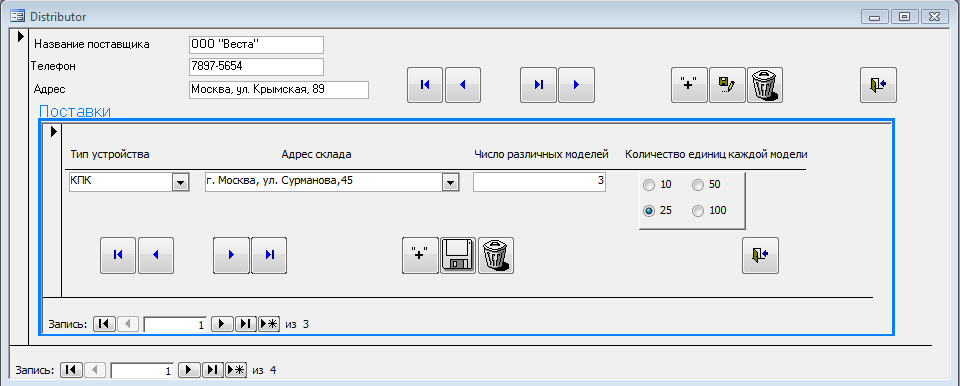 Distributor
Название поставщика ООО "Веста"
Телефон 7897-5654
Адрес Москва, ул. Крымская, 89
"+"
Поставки
Тип устройства Адрес склада Число различных моделей Количество единиц каждой модели
КПК г. Москва, ул. Сурманова,45 3
10 50
25 100
"+"
Запись: 1 из 3
Запись: 1 из 4